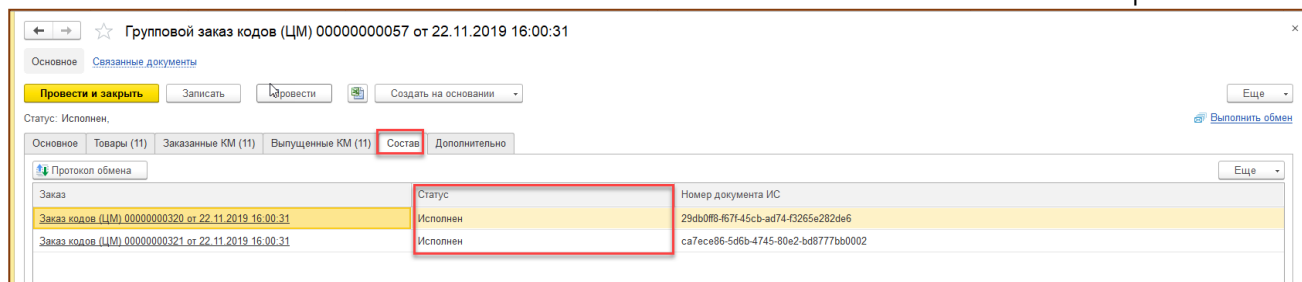 Групповой заказ кодов (ЦМ) 00000000057 от 22.11.2019 16:00:31
Основное Связанные документы
Провести и закрыть Записать Провести Создать на основании Еще
Статус: Исполнен, Выполнить обмен
Основное Товары (11) Заказанные КМ (11) Выпущенные КМ (11) Состав Дополнительно
Протокол обмена Еще
Заказ Статус Номер документа ИС
Заказ кодов (ЦМ) 00000000320 от 22.11.2019 16:00:31 Исполнен 29db0ff8-f67f-45cb-ad74-f3265e282de6
Заказ кодов (ЦМ) 00000000321 от 22.11.2019 16:00:31 Исполнен ca7ece86-5d6b-4745-80e2-bd8777bb0002